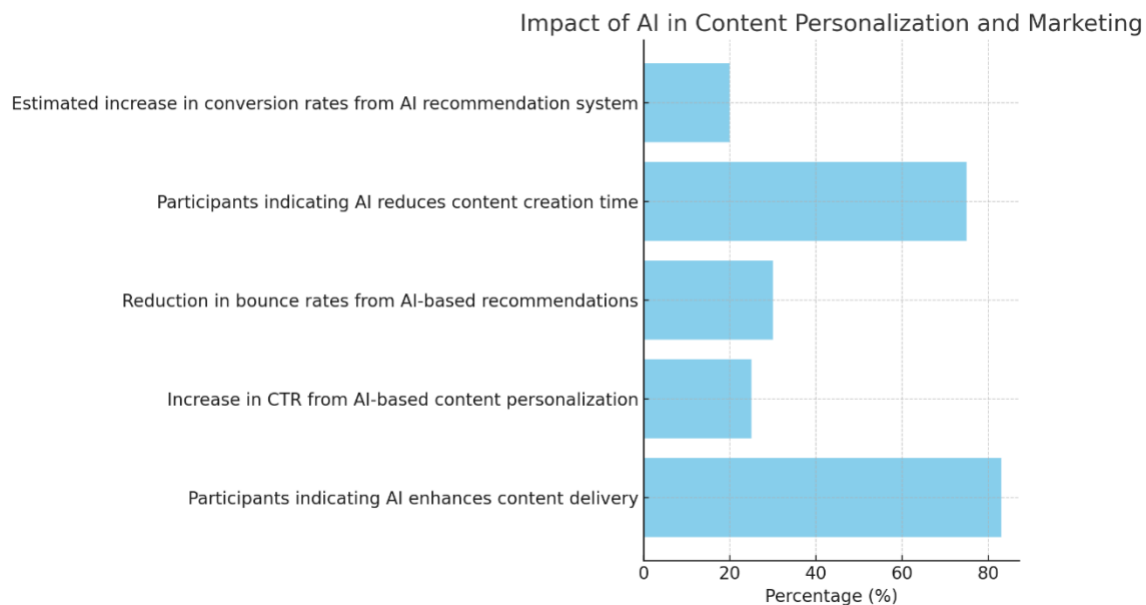 Impact of AI in Content Personalization and Marketing
Estimated increase in conversion rates from AI recommendation system
Participants indicating AI reduces content creation time
Reduction in bounce rates from AI-based recommendations
Increase in CTR from AI-based content personalization
Participants indicating AI enhances content delivery
0 20 40 60 80
Percentage (%)